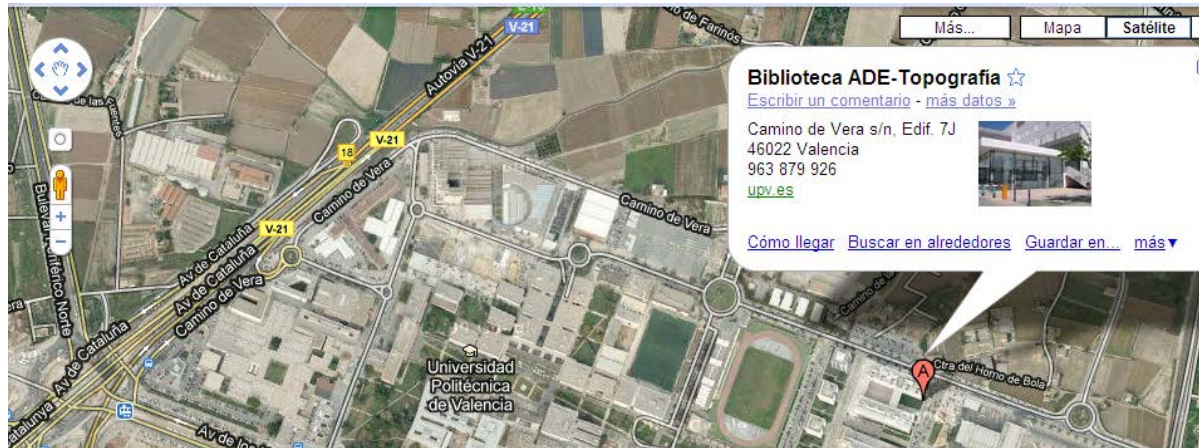 Más...
Mapa
Satélite
Biblioteca ADE-Topografia
Escribir un comentario - más datos »
Camino de Vera s/n, Edif. 7J
46022 Valencia
963 879 926
upv.es
Cómo llegar Buscar en alrededores Guardar en... más▼
V-21
Autovía V-21
V-21
18
Camino de Vera
V-21
Camino de Vera
Av de Cataluña
Av de Cataluña
Camino de Vera
Av de Cataluña
Bulevar Periférico Norte
Universidad
Politécnica
de Valencia
A
Ctra del Horno de Bola